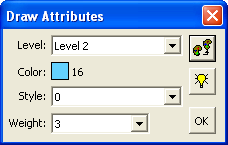 Draw Attributes
Level: Level 2
Color: 16
Style: 0
Weight: 3
OK